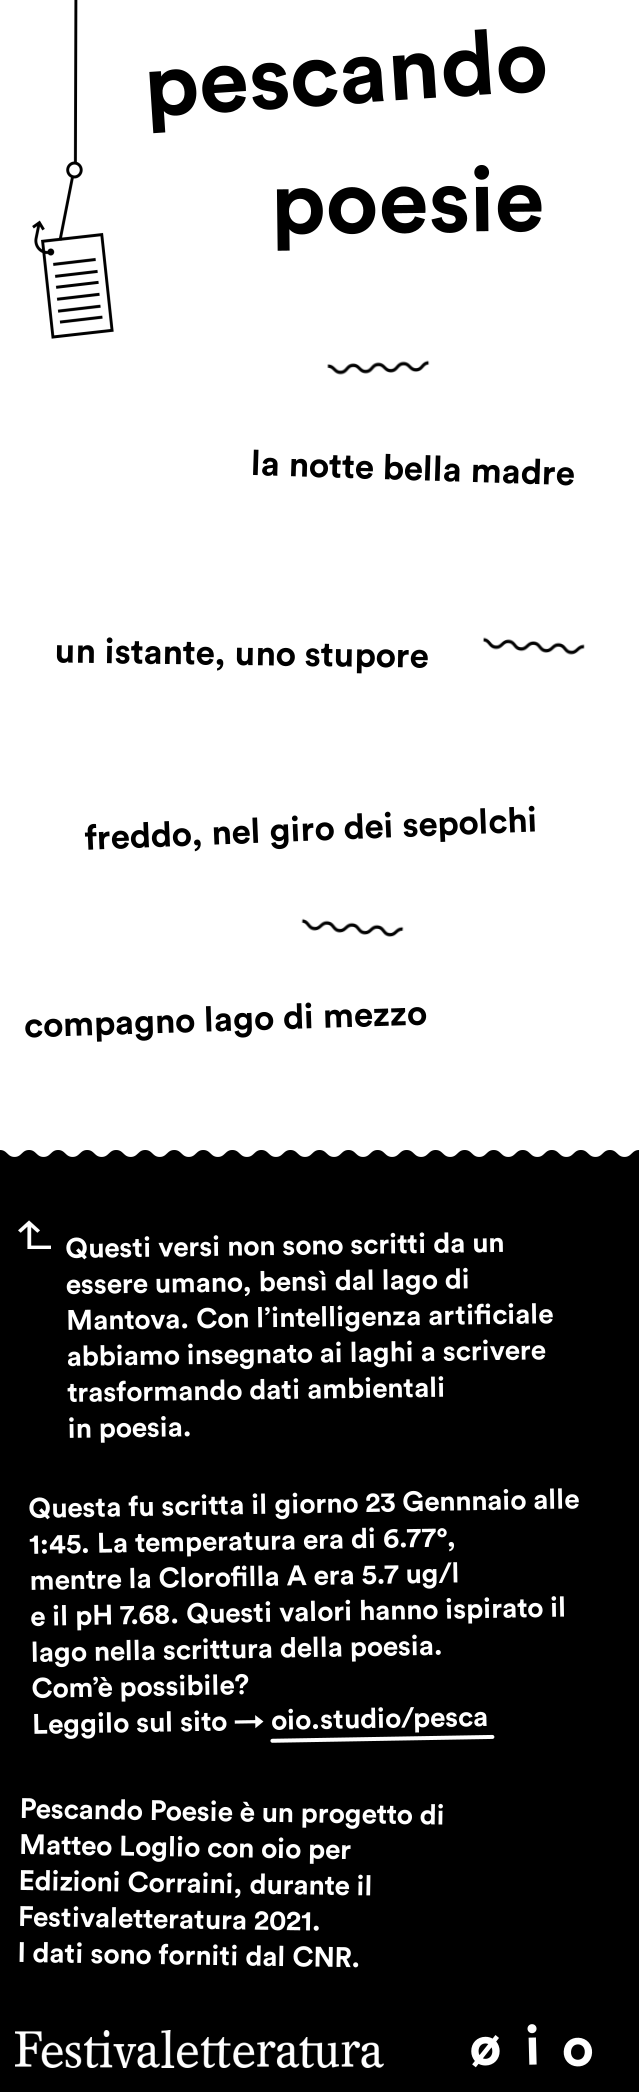 pescando
poesie
la notte bella madre
un istante, uno stupore
freddo, nel giro dei sepolchi
compagno lago di mezzo
Questi versi non sono scritti da un
essere umano, bensì dal lago di
Mantova. Con l’intelligenza artificiale
abbiamo insegnato ai laghi a scrivere
trasformando dati ambientali
in poesia.
Questa fu scritta il giorno 23 Gennnaio alle
1:45. La temperatura era di 6.77°,
mentre la Clorofilla A era 5.7 ug/l
e il pH 7.68. Questi valori hanno ispirato il
lago nella scrittura della poesia.
Com’è possibile?
Leggilo sul sito → oio.studio/pesca
Pescando Poesie è un progetto di
Matteo Loglio con oio per
Edizioni Corraini, durante il
Festivaletteratura 2021.
I dati sono forniti dal CNR.
Festivaletteratura ø i o